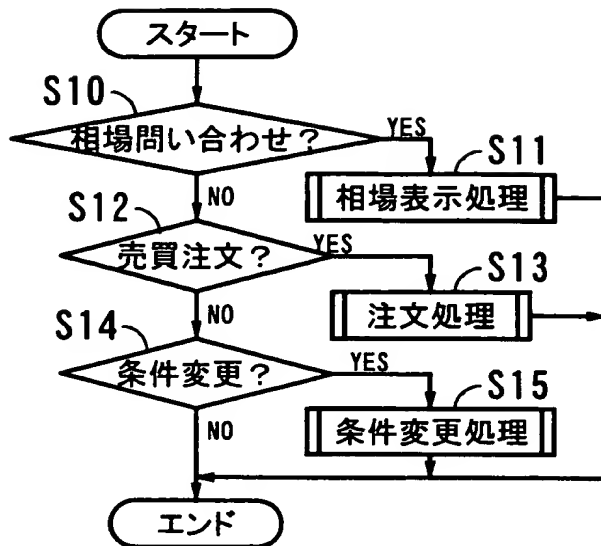 スタート
S10
相場問い合わせ?
YES
S11
相場表示処理
NO
S12
売買注文?
YES
S13
注文処理
NO
S14
条件変更?
YES
S15
条件変更処理
NO
エンド